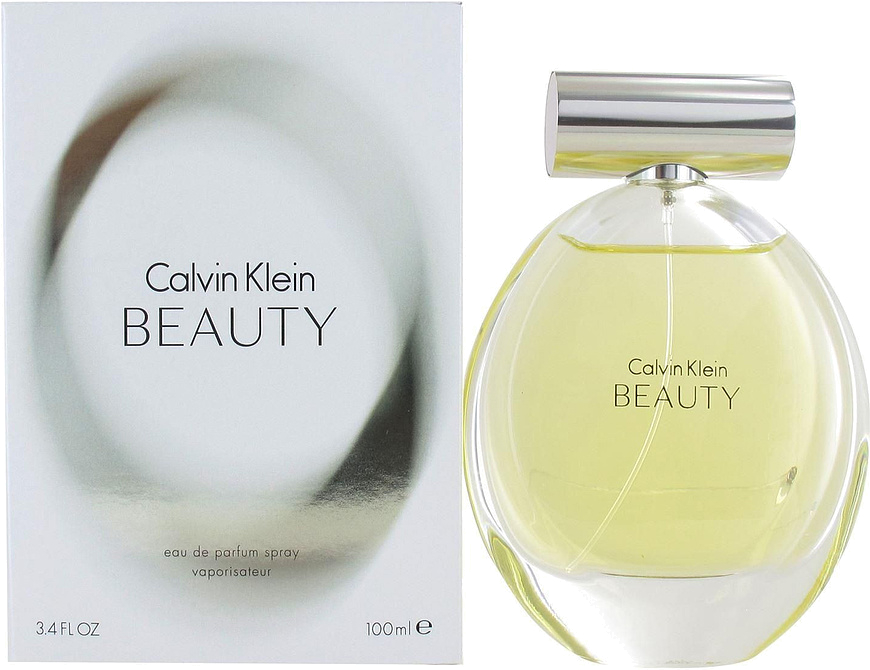 Calvin Klein
BEAUTY
eau de parfum spray
vaporisateur
3.4 FL OZ
100ml ℮
Calvin Klein
BEAUTY